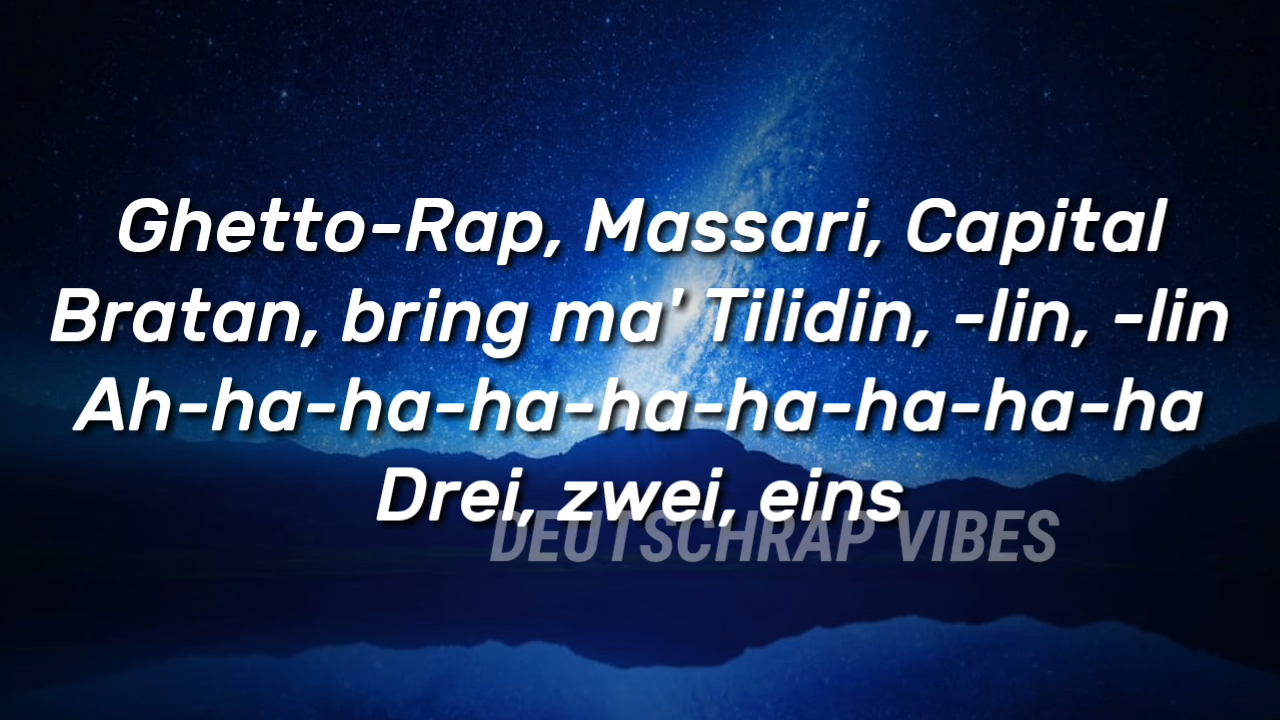 Ghetto-Rap, Massari, Capital
Bratan, bring ma' Tilidin, -lin, -lin
Ah-ha-ha-ha-ha-ha-ha-ha-ha
Drei, zwei, eins
DEUTSCHRAP VIBES